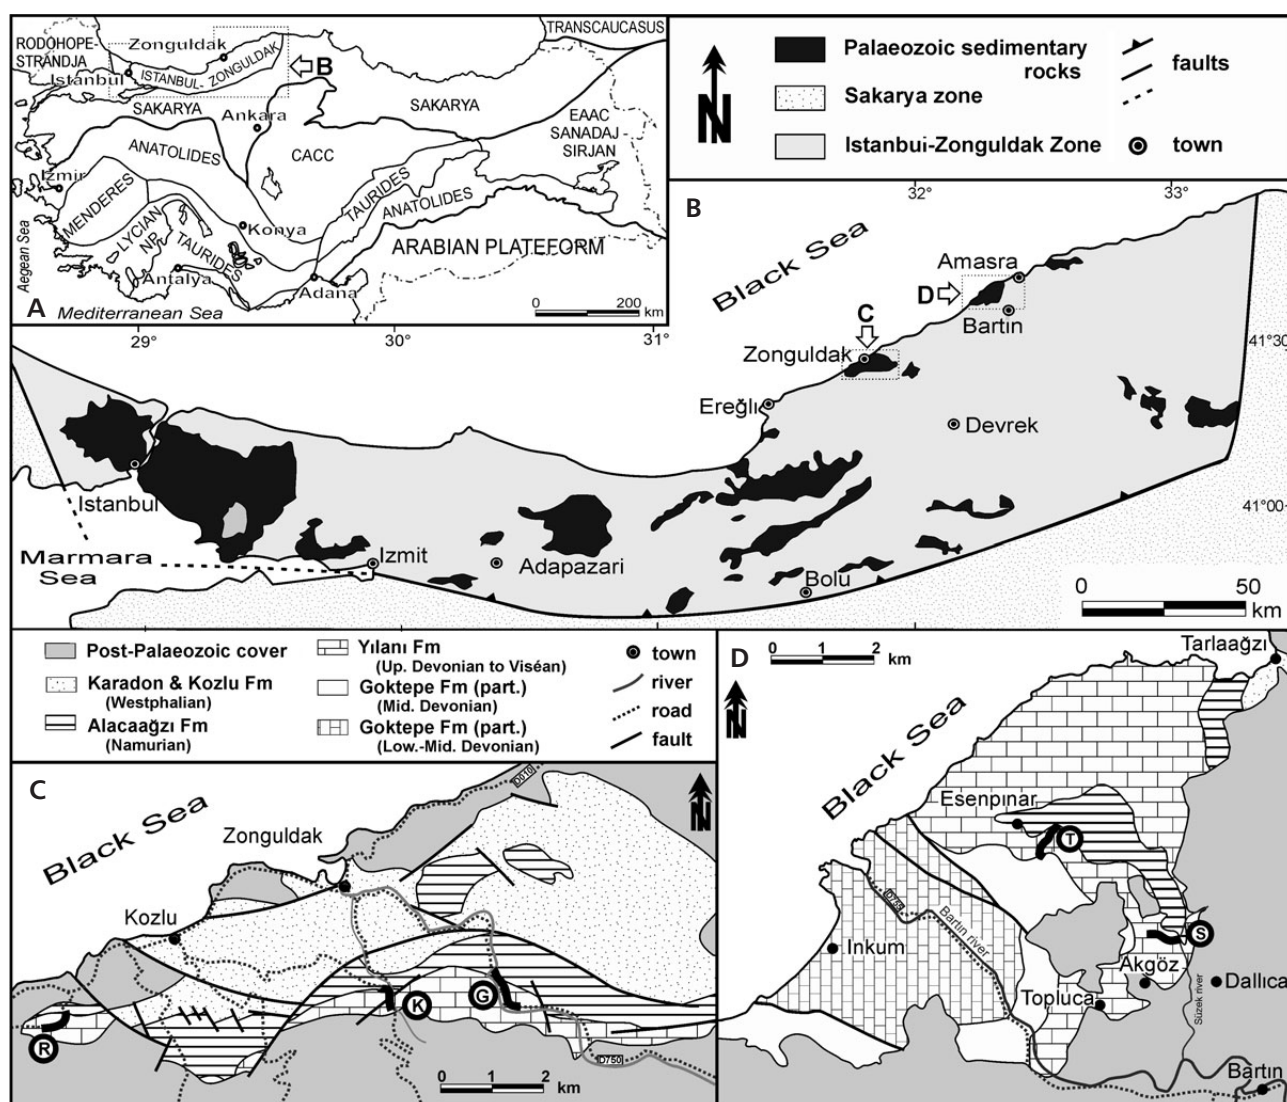 RODOHOPE-
STRANDJA
Zonguldak
TRANSCAUCASUS
Istanbul
ISTANBUL- ZONGULDAK
B
SAKARYA
Ankara
SAKARYA
EAAC
SANADAJ
SIRJAN
ANATOLIDES
CACC
Izmir
MENDERES
TAURIDES
ANATOLIDES
LYCIAN
NP.
TAURIDES
Konya
ARABIAN PLATEFORM
Aegean Sea
Antalya
Adana
A
Mediterranean Sea
0 200
km
N
Palaeozoic sedimentary
rocks
faults
Sakarya zone
Istanbui-Zonguldak Zone
town
32° 33°
B
Black Sea
Amasra
D
Bartın
C
Zonguldak
29° 30° 31°
41°30
Ereğlı
Devrek
Istanbul
41°00
Marmara
Sea
Izmit
Adapazari
Bolu
0 50
km
Post-Palaeozoic cover
Karadon & Kozlu Fm
(Westphalian)
Alacaağzı Fm
(Namurian)
Yılanı Fm
(Up. Devonian to Viséan)
Goktepe Fm (part.)
(Mid. Devonian)
Goktepe Fm (part.)
(Low.-Mid. Devonian)
town
river
road
fault
C
Black Sea
D010
N
Zonguldak
Kozlu
R
K
G
D750
0 1 2
km
D
0 1 2
km
Tarlaağzı
N
Black Sea
Esenpınar
T
D755
Bartın river
Inkum
S
Akgöz
Dallıca
Topluca
Süzek river
Bartın